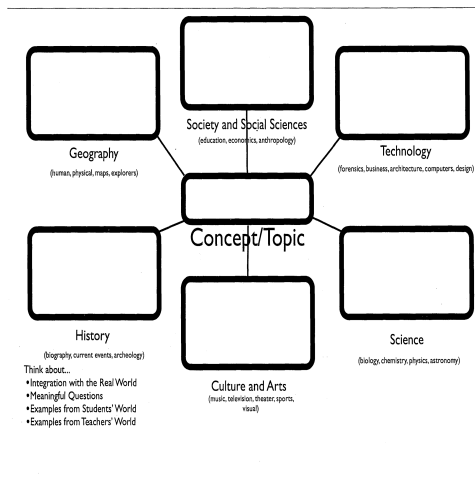 Society and Social Sciences
(education, economics, anthropology)
Geography
(human, physical, maps, explorers)
Technology
(forensics, business, architecture, computers, design)
Concept/Topic
History
(biography, current events, archeology)
Science
(biology, chemistry, physics, astronomy)
Culture and Arts
(music, television, theater, sports,
visual)
Think about...
•Integration with the Real World
•Meaningful Questions
•Examples from Students' World
•Examples from Teachers' World